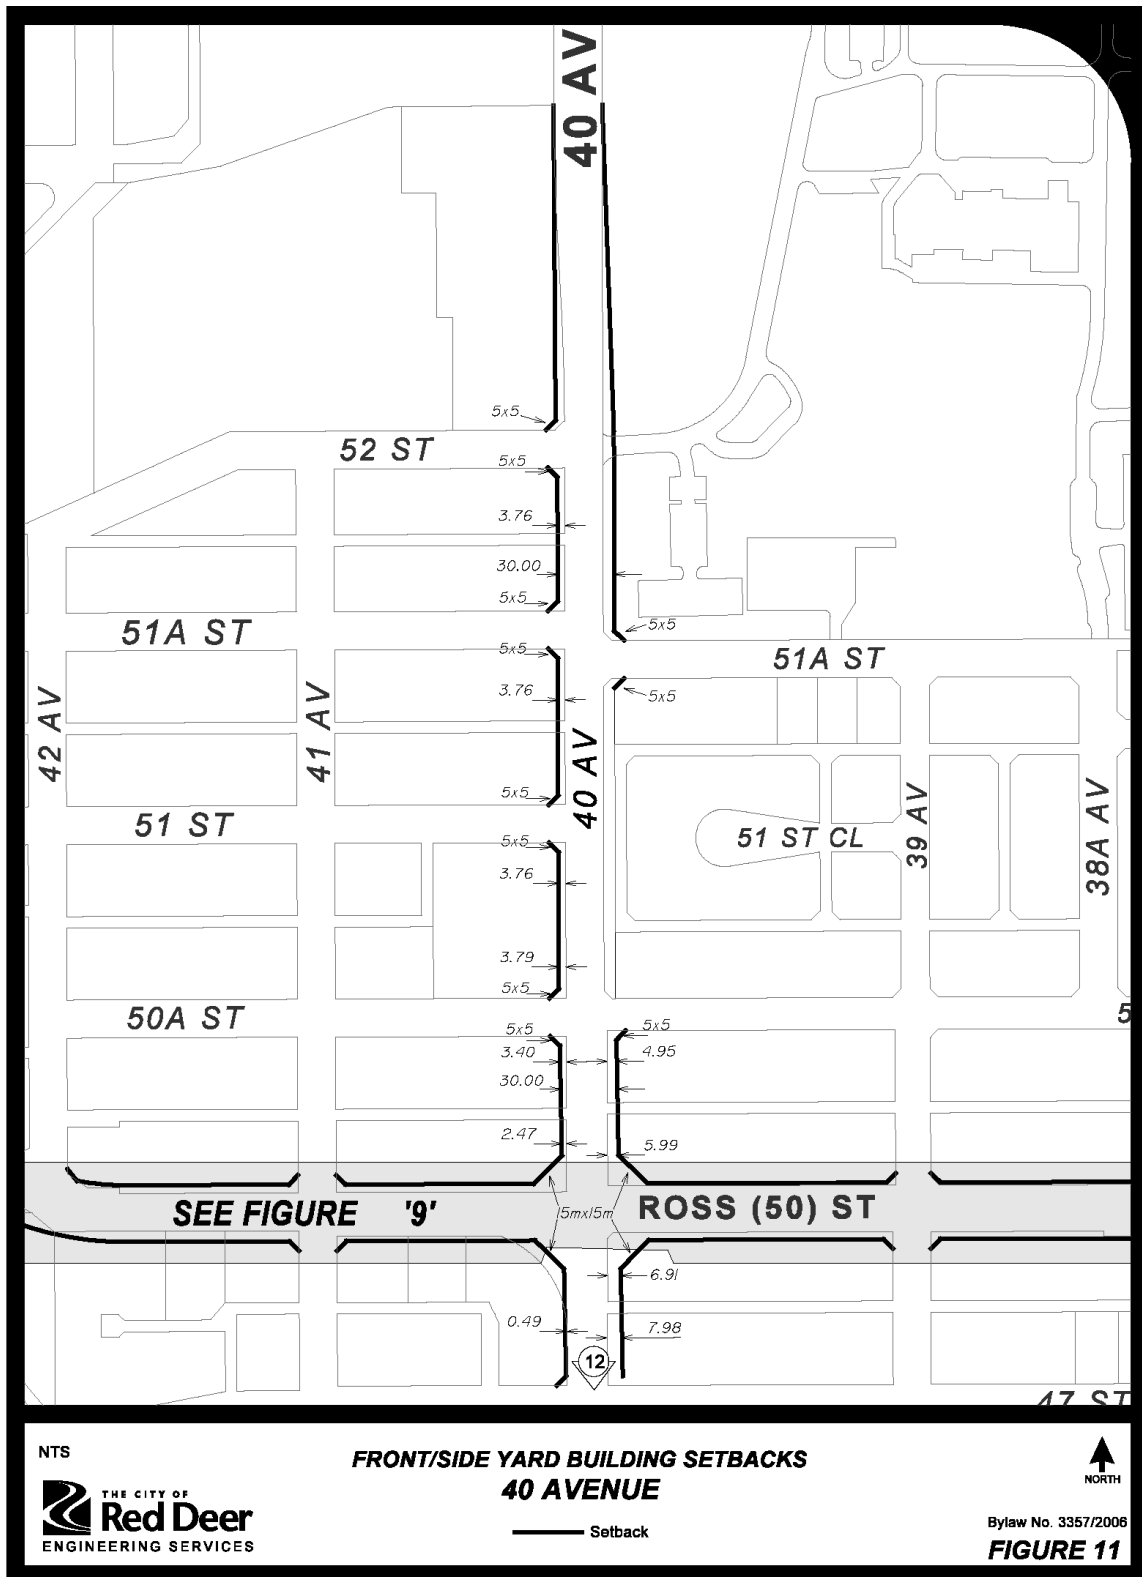 40 AV
5x5
52 ST
5x5
3.76
30.00
5x5
5x5
51A ST
5x5
51A ST
3.76
5x5
42 AV
41 AV
40 AV
5x5
51 ST
51 ST CL
39 AV
38A AV
5x5
3.76
3.79
5x5
50A ST
5
5x5
5x5
3.40
4.95
30.00
2.47
5.99
SEE FIGURE '9'
15mx15m
ROSS (50) ST
6.91
0.49
7.98
12
47 ST
NTS
FRONT/SIDE YARD BUILDING SETBACKS
40 AVENUE
Setback
THE CITY OF
Red Deer
ENGINEERING SERVICES
NORTH
Bylaw No. 3357/2006
FIGURE 11